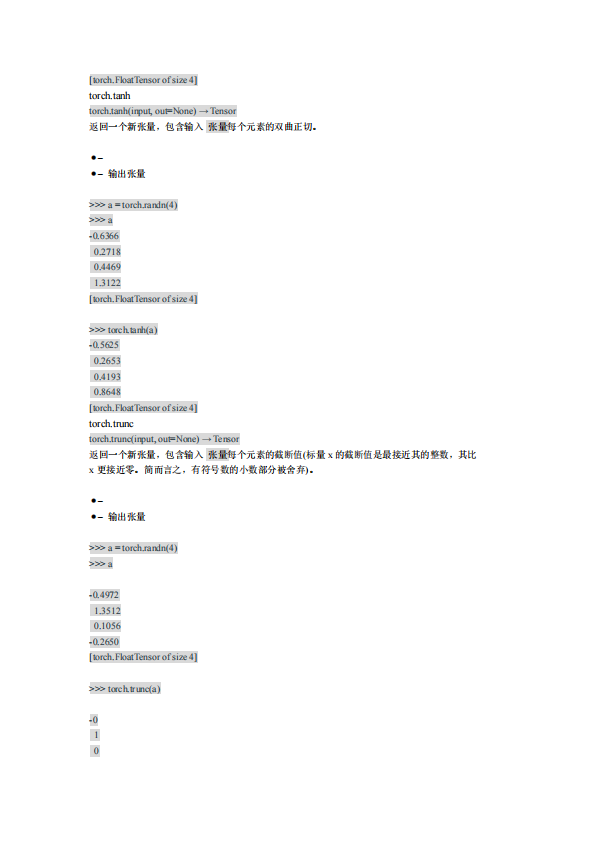 [torch.FloatTensor of size 4]
torch.tanh
torch.tanh(input, out=None) → Tensor
返回一个新张量，包含输入 张量每个元素的双曲正切。
●–
●– 输出张量
>>> a = torch.randn(4)
>>> a
-0.6366
0.2718
0.4469
1.3122
[torch.FloatTensor of size 4]
>>> torch.tanh(a)
-0.5625
0.2653
0.4193
0.8648
[torch.FloatTensor of size 4]
torch.trunc
torch.trunc(input, out=None) → Tensor
返回一个新张量，包含输入 张量每个元素的截断值(标量 x 的截断值是最接近其的整数，其比
x 更接近零。简而言之，有符号数的小数部分被舍弃)。
●–
●– 输出张量
>>> a = torch.randn(4)
>>> a
-0.4972
1.3512
0.1056
-0.2650
[torch.FloatTensor of size 4]
>>> torch.trunc(a)
-0
1
0